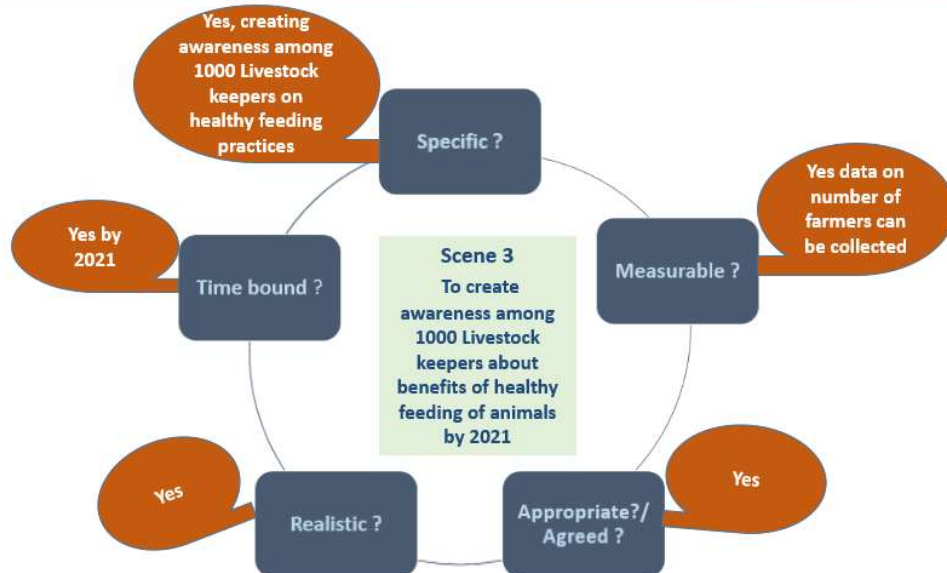 Yes, creating
awareness among
1000 Livestock
keepers on
healthy feeding
practices
Specific ?
Yes data on
number of
farmers can
be collected
Measurable ?
Yes by
2021
Time bound ?
Scene 3
To create
awareness among
1000 Livestock
keepers about
benefits of healthy
feeding of animals
by 2021
Yes
Realistic ?
Yes
Appropriate?/
Agreed ?